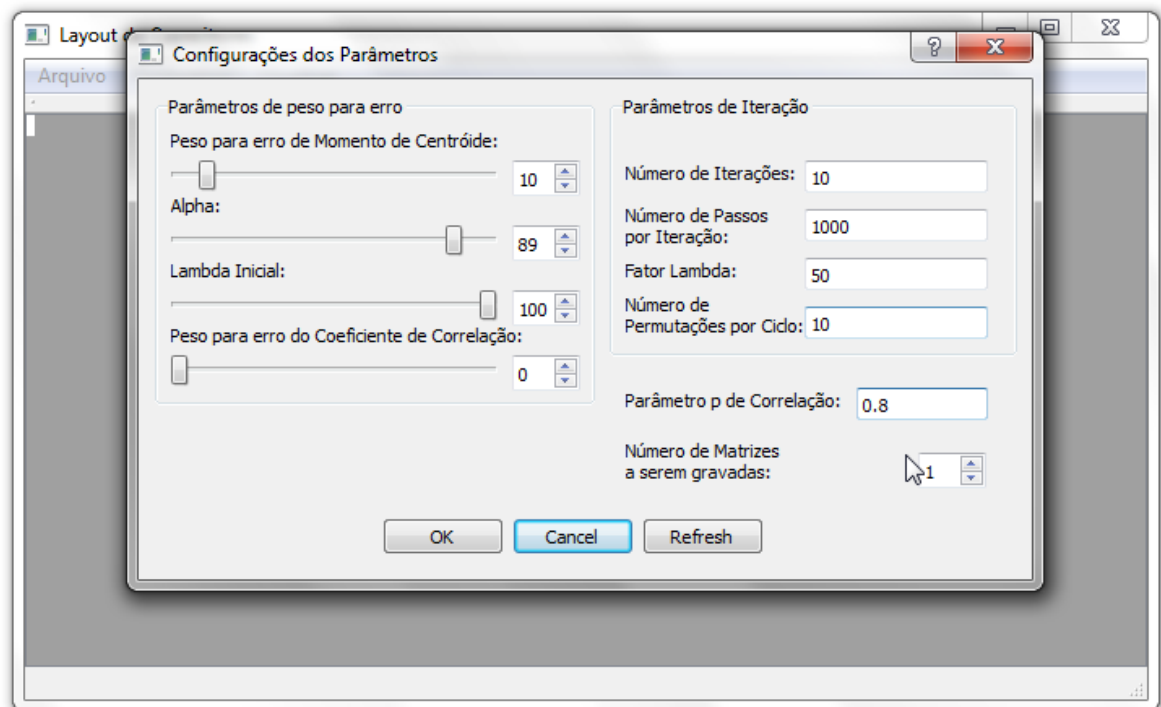 Layout
Configurações dos Parâmetros
Arquivo
Parâmetros de peso para erro
Peso para erro de Momento de Centróide:
10
Alpha:
89
Lambda Inicial:
100
Peso para erro do Coeficiente de Correlação:
0
Parâmetros de Iteração
Número de Iterações: 10
Número de Passos
por Iteração: 1000
Fator Lambda: 50
Número de
Permutações por Ciclo: 10
Parâmetro p de Correlação: 0.8
Número de Matrizes
a serem gravadas: 1
OK Cancel Refresh